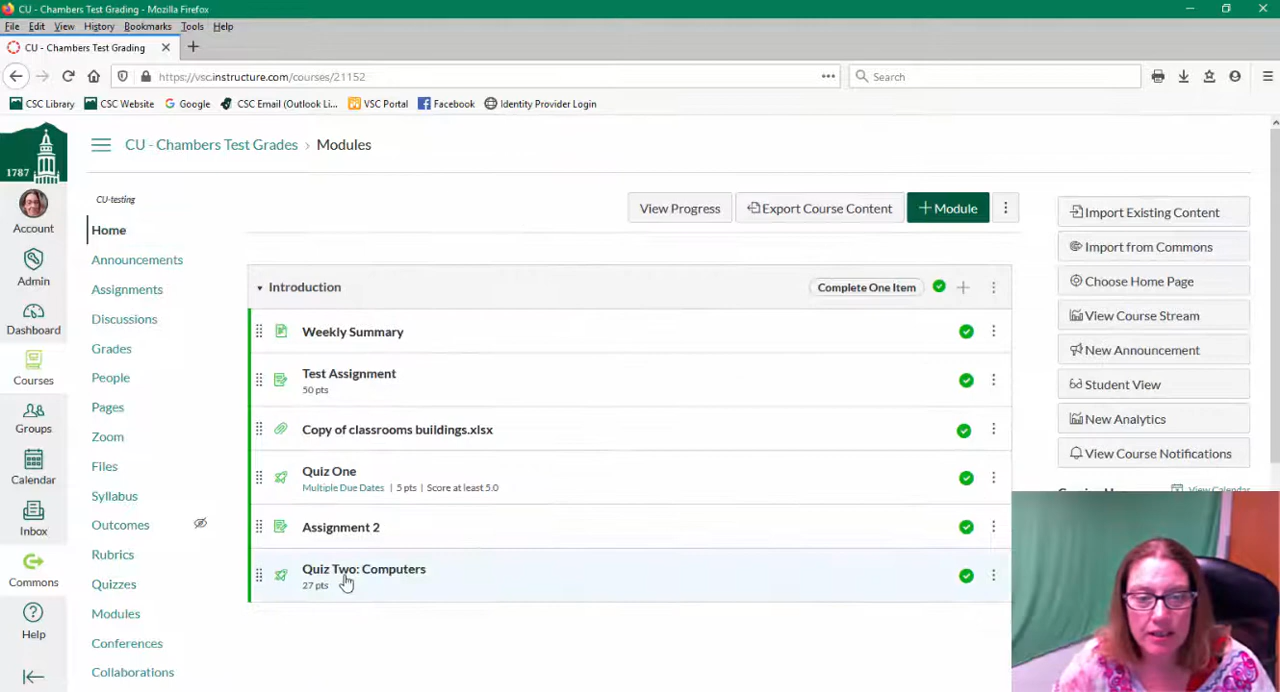 CU - Chambers Test Grading - Mozilla Firefox
File Edit View History Bookmarks Tools Help
CU - Chambers Test Grading
https://vsc.instructure.com/courses/21152
Search
CSC Library
CSC Website
Google
CSC Email (Outlook Li...
VSC Portal
Facebook
Identity Provider Login
1787
CU - Chambers Test Grades › Modules
Account
Admin
Dashboard
Courses
Groups
Calendar
Inbox
Commons
Help
CU-testing
Home
Announcements
Assignments
Discussions
Grades
People
Pages
Zoom
Files
Syllabus
Outcomes
Rubrics
Quizzes
Modules
Conferences
Collaborations
View Progress
Export Course Content
+ Module
Introduction
Complete One Item
Weekly Summary
Test Assignment
50 pts
Copy of classrooms buildings.xlsx
Quiz One
Multiple Due Dates | 5 pts | Score at least 5.0
Assignment 2
Quiz Two: Computers
27 pts
Import Existing Content
Import from Commons
Choose Home Page
View Course Stream
New Announcement
Student View
New Analytics
View Course Notifications
View Calendar